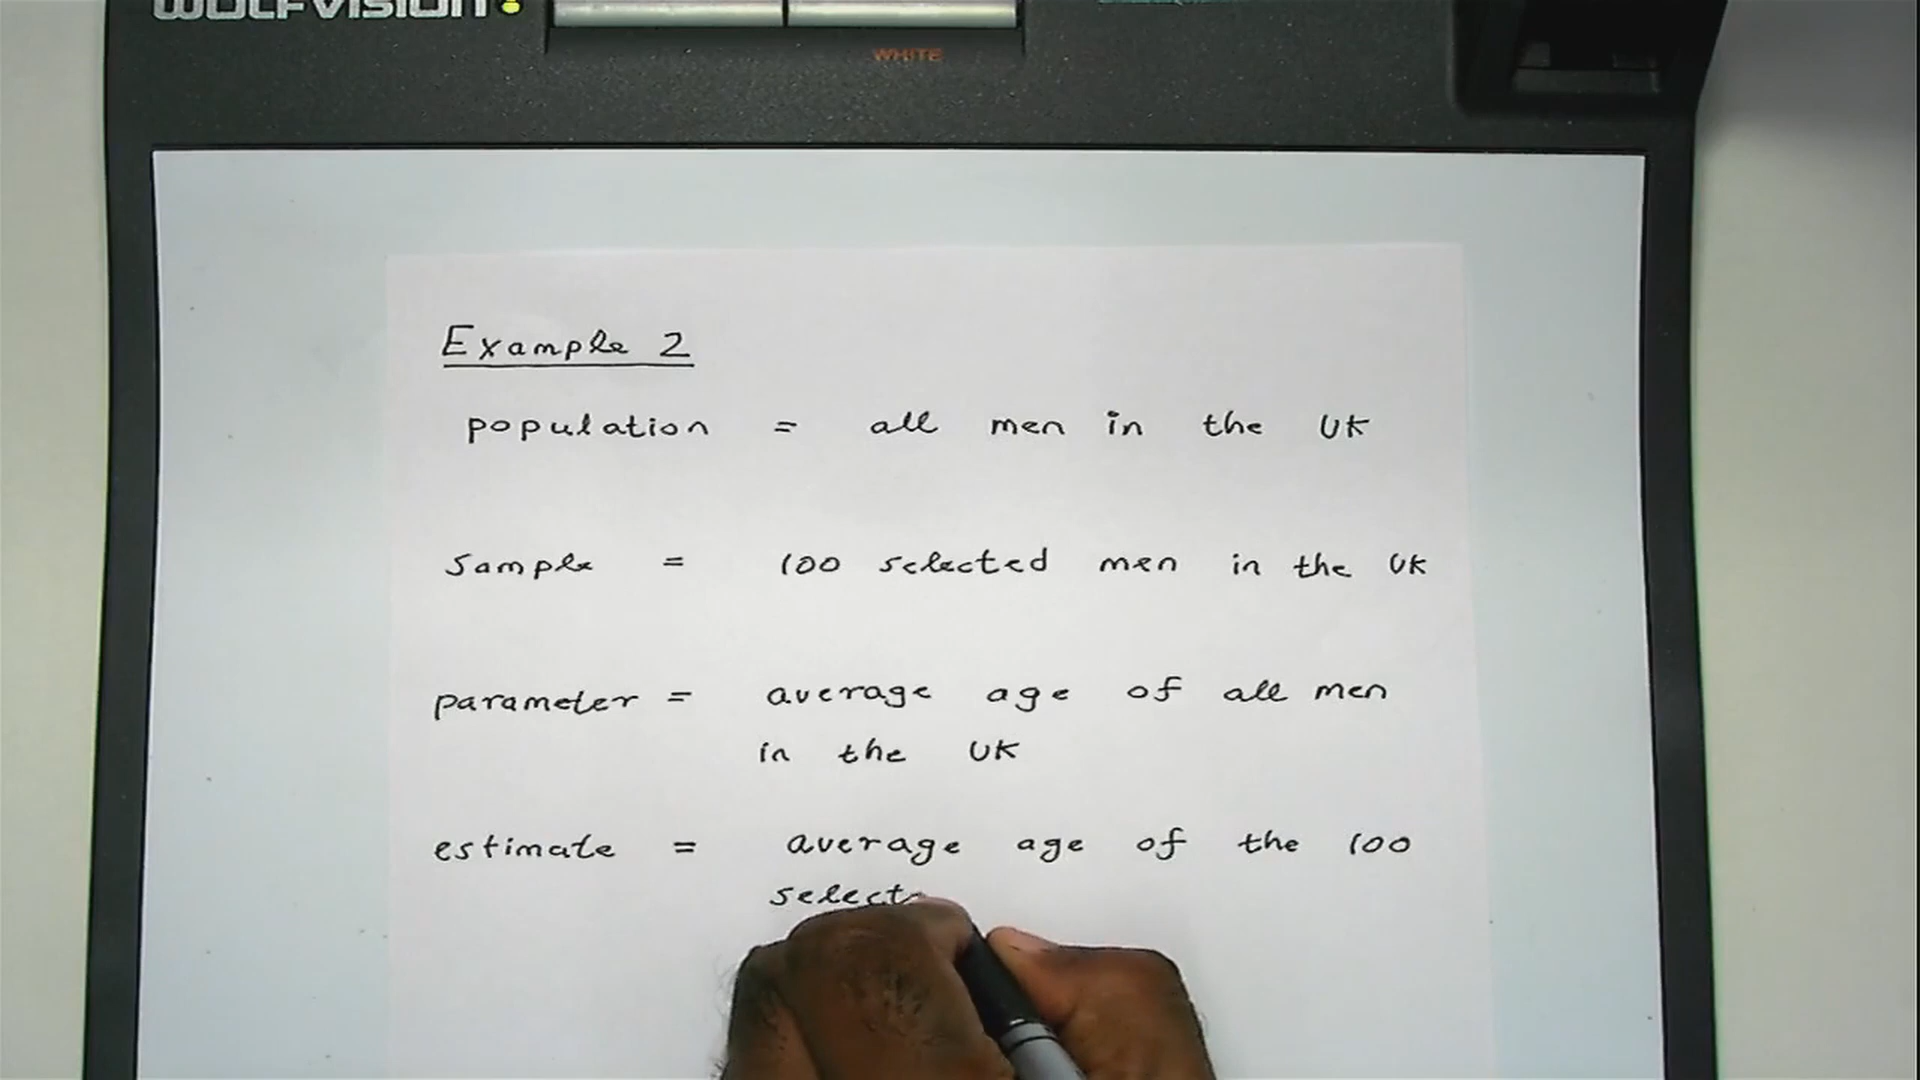 WOLFVISION
WHITE
Example 2
population = all men in the UK
sample = 100 selected men in the UK
parameter = average age of all men
in the UK
estimate = average age of the 100
select